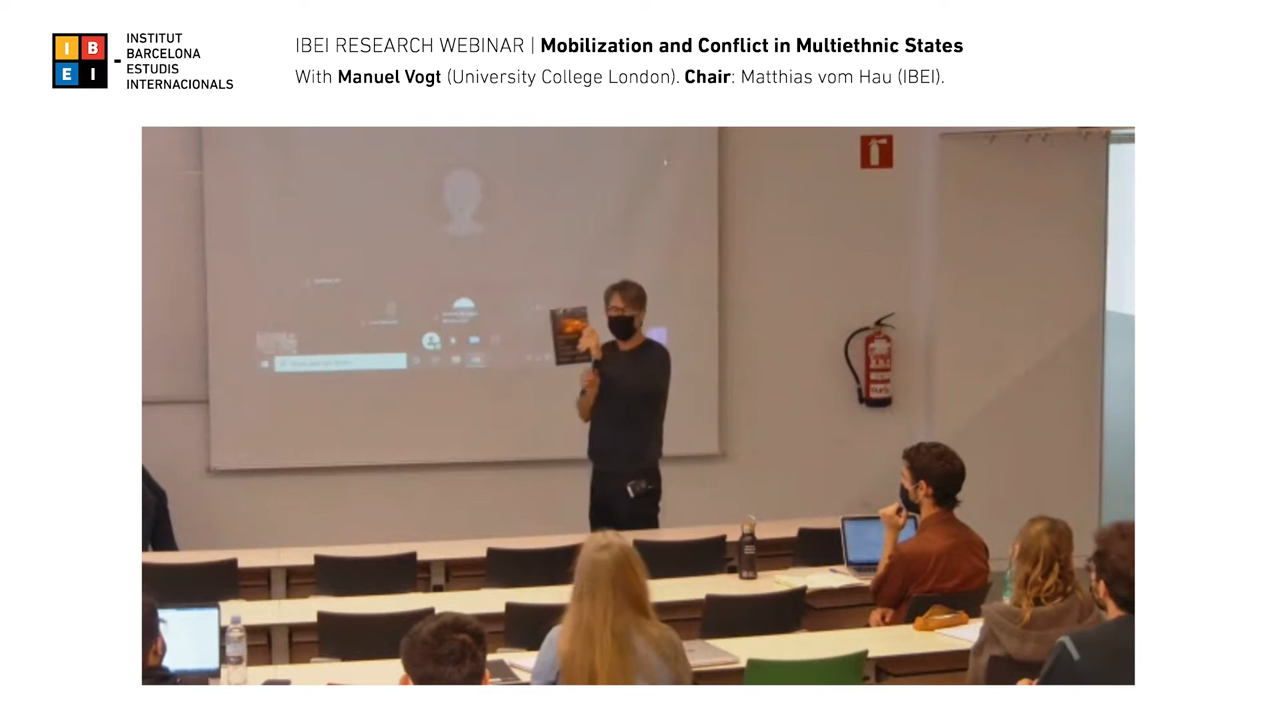 I B
E I
INSTITUT
BARCELONA
ESTUDIS
INTERNACIONALS
IBEI RESEARCH WEBINAR | Mobilization and Conflict in Multiethnic States
With Manuel Vogt (University College London). Chair: Matthias vom Hau (IBEI).